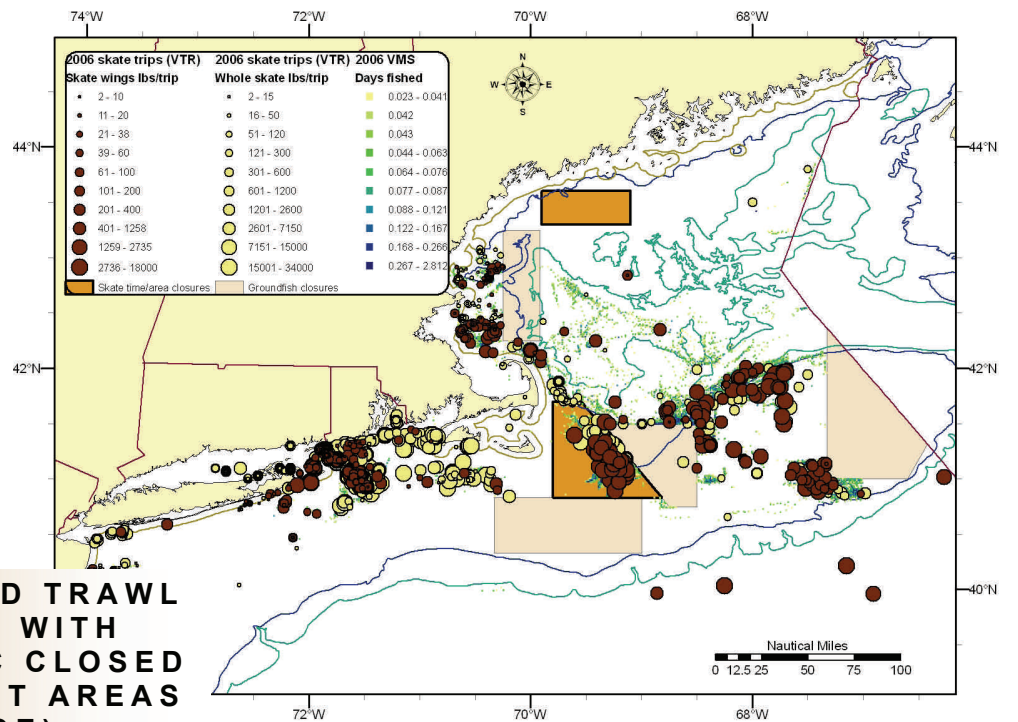 74°W 72°W 70°W 68°W
2006 skate trips (VTR) 2006 skate trips (VTR) 2006 VMS
Skate wings lbs/trip Whole skate lbs/trip Days fished
2 - 10 2 - 15 0.023 - 0.041
11 - 20 16 - 50 0.042
21 - 38 51 - 120 0.043
39 - 60 121 - 300 0.044 - 0.063
61 - 100 301 - 600 0.064 - 0.076
101 - 200 601 - 1200 0.077 - 0.087
201 - 400 1201 - 2600 0.088 - 0.121
401 - 1258 2601 - 7150 0.122 - 0.167
1259 - 2735 7151 - 15000 0.168 - 0.266
2736 - 18000 15001 - 34000 0.267 - 2.812
Skate time/area closures Groundfish closures
N
W E
S
44°N 44°N
42°N 42°N
40°N
D TRAWL
WITH
C CLOSED
T AREAS
Nautical Miles
0 12.5 25 50 75 100
72°W 70°W 68°W